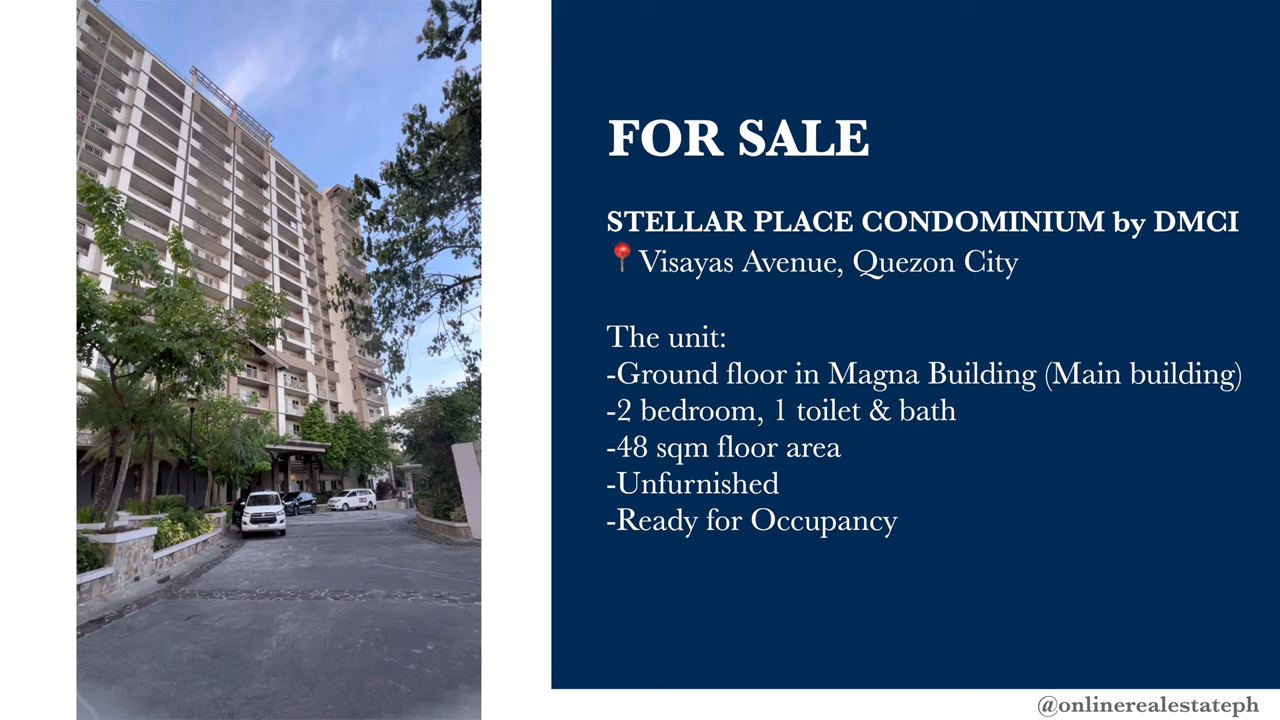 FOR SALE
STELLAR PLACE CONDOMINIUM by DMCI
📍Visayas Avenue, Quezon City
The unit:
-Ground floor in Magna Building (Main building)
-2 bedroom, 1 toilet & bath
-48 sqm floor area
-Unfurnished
-Ready for Occupancy
@onlinerealestateph